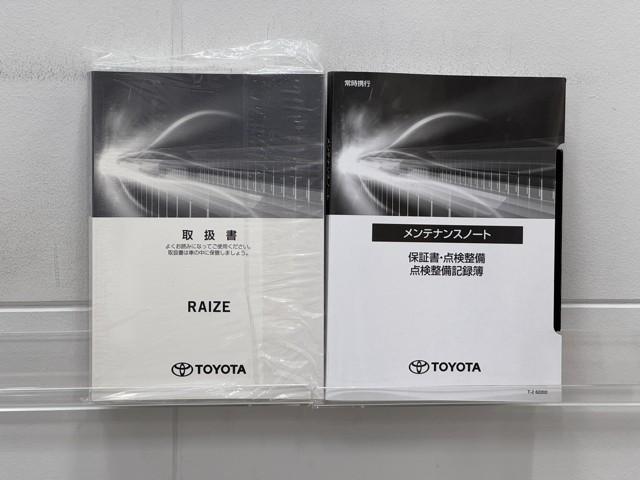 取扱書
よくお読みになってご使用ください。
取扱書は車の中に保管しましょう。
RAIZE
TOYOTA
常時携行
メンテナンスノート
保証書・点検整備
点検整備記録簿
TOYOTA